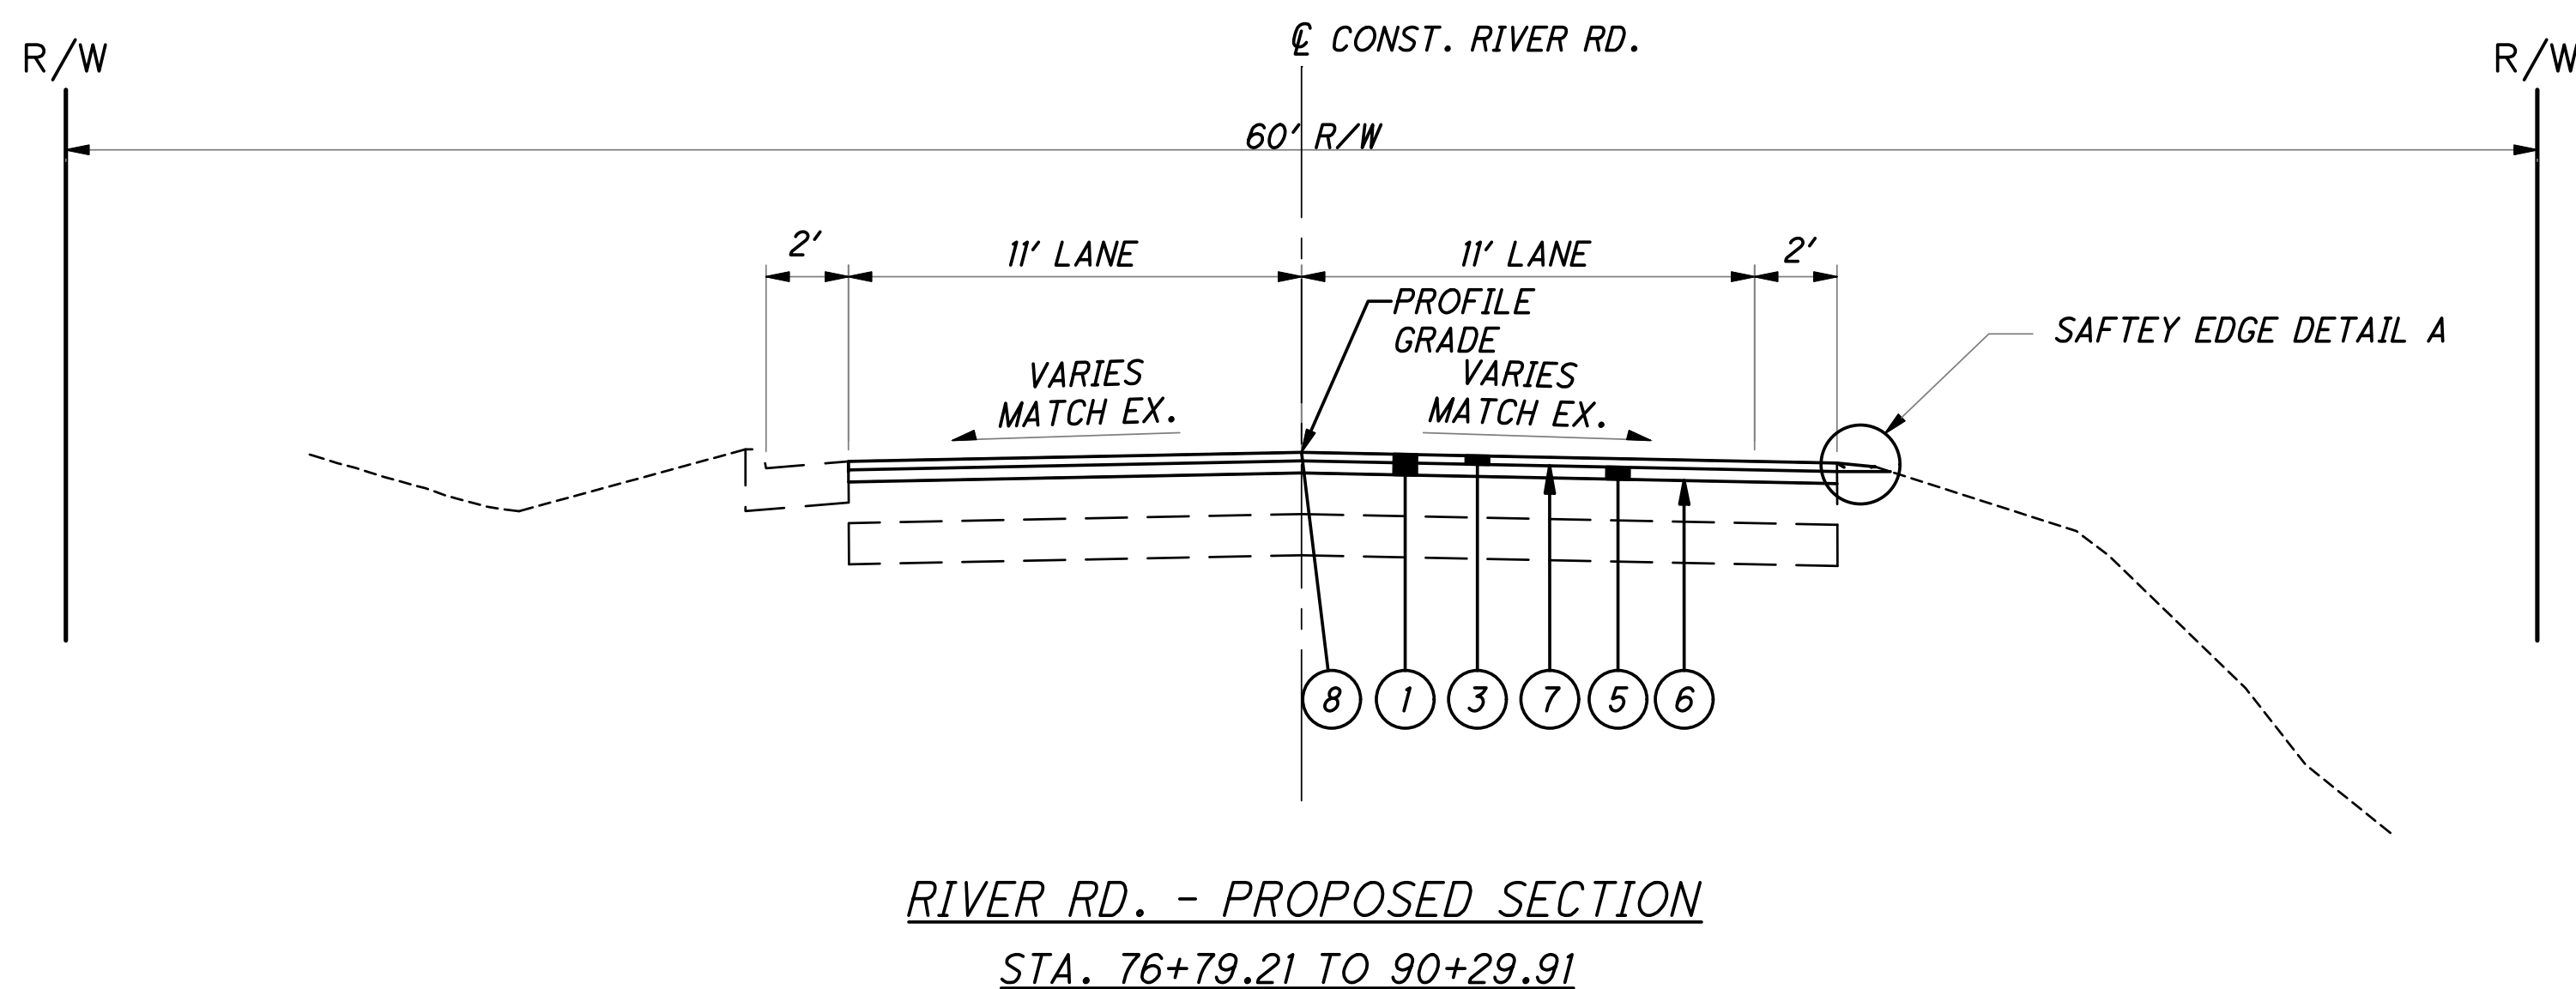 ℄ CONST. RIVER RD.
R/W
R/W
60' R/W
2'
11' LANE
11' LANE
2'
PROFILE
GRADE
SAFTEY EDGE DETAIL A
VARIES
MATCH EX.
VARIES
MATCH EX.
8
1
3
7
5
6
RIVER RD. - PROPOSED SECTION
STA. 76+79.21 TO 90+29.91